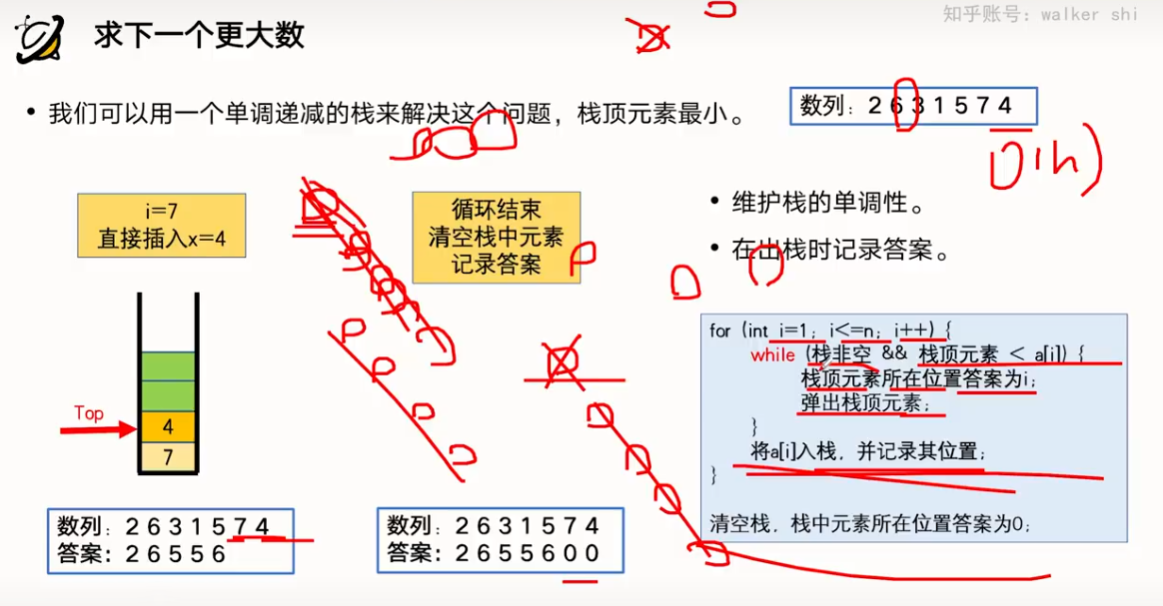 知乎账号：walker shi
求下一个更大数
• 我们可以用一个单调递减的栈来解决这个问题，栈顶元素最小。
数列：2 6 3 1 5 7 4
O(n)
i=7
直接插入x=4
循环结束
清空栈中元素
记录答案
• 维护栈的单调性。
• 在出栈时记录答案。
Top
4
7
for (int i=1; i<=n; i++) {
while (栈非空 && 栈顶元素 < a[i]) {
栈顶元素所在位置答案为i;
弹出栈顶元素;
}
将a[i]入栈，并记录其位置;
}
清空栈，栈中元素所在位置答案为0;
数列：2 6 3 1 5 7 4
答案：2 6 5 5 6
数列：2 6 3 1 5 7 4
答案：2 6 5 5 6 0 0